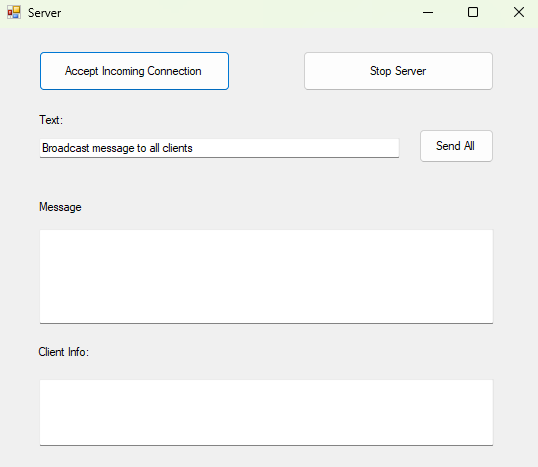 Server
Accept Incoming Connection
Stop Server
Text:
Broadcast message to all clients
Send All
Message
Client Info: